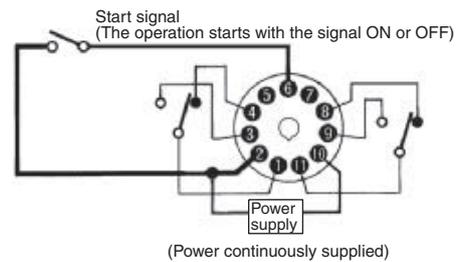 Start signal
(The operation starts with the signal ON or OFF)
6
5 7
4 8
3 9
2 10
1 11
Power
supply
(Power continuously supplied)